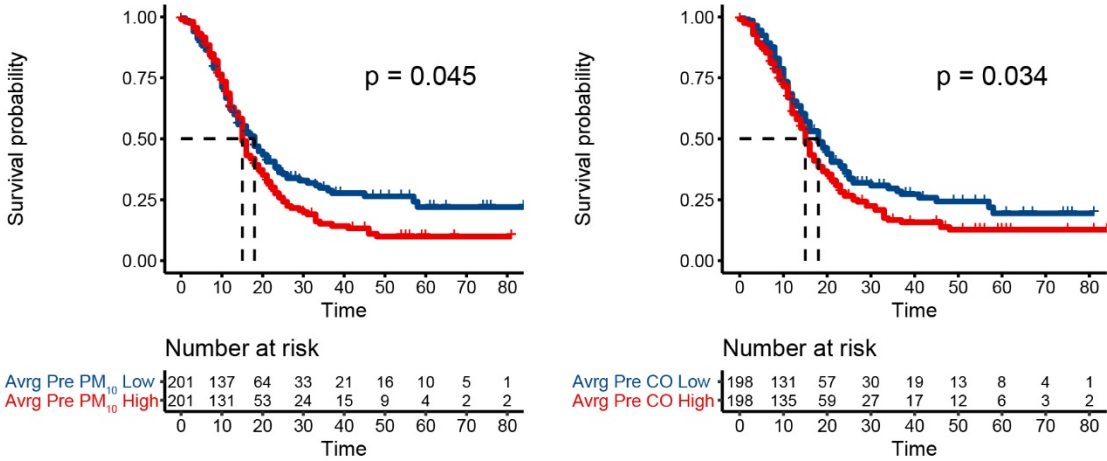 Survival probability
1.00
0.75
0.50
0.25
0.00
p = 0.045
0 10 20 30 40 50 60 70 80
Time
Number at risk
Avrg Pre PM₁₀ Low 201 137 64 33 21 16 10 5 1
Avrg Pre PM₁₀ High 201 131 53 24 15 9 4 2 2
0 10 20 30 40 50 60 70 80
Time
Survival probability
1.00
0.75
0.50
0.25
0.00
p = 0.034
0 10 20 30 40 50 60 70 80
Time
Number at risk
Avrg Pre CO Low 198 131 57 30 19 13 8 4 1
Avrg Pre CO High 198 135 59 27 17 12 6 3 2
0 10 20 30 40 50 60 70 80
Time